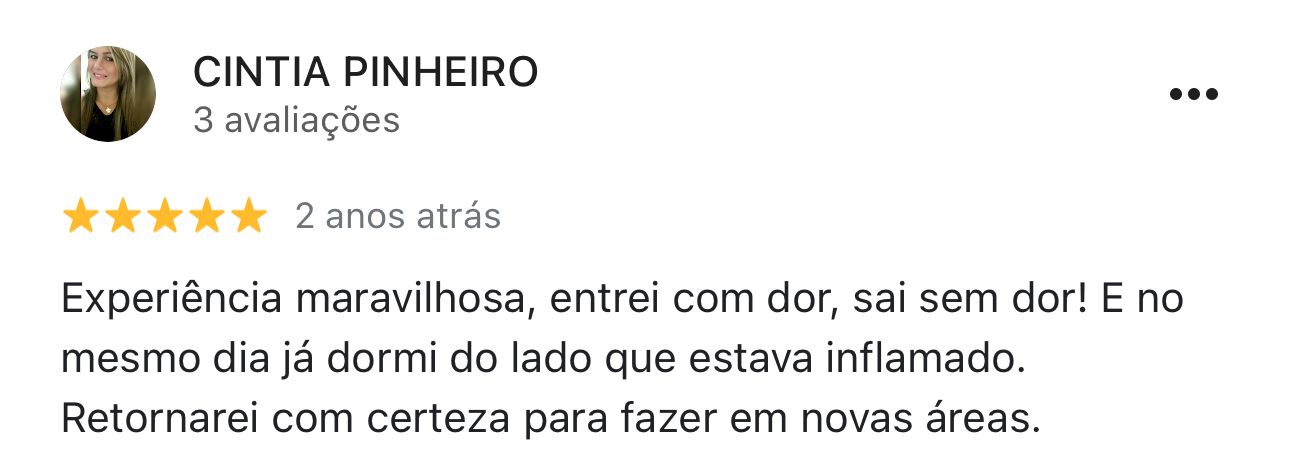 CINTIA PINHEIRO
3 avaliações
2 anos atrás
Experiência maravilhosa, entrei com dor, sai sem dor! E no
mesmo dia já dormi do lado que estava inflamado.
Retornarei com certeza para fazer em novas áreas.